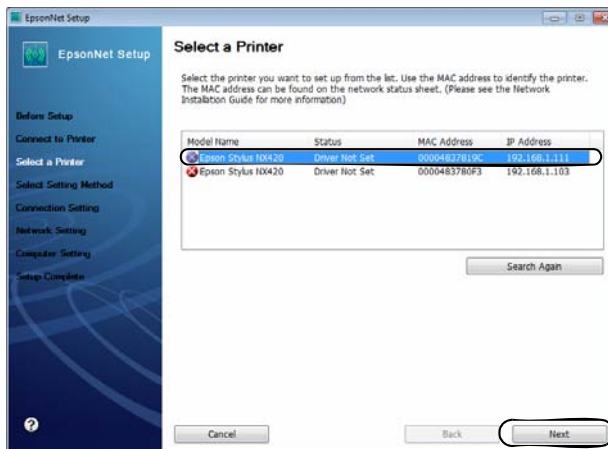 EpsonNet Setup
EpsonNet Setup
Before Setup
Connect to Printer
Select a Printer
Select Setting Method
Connection Setting
Network Setting
Computer Setting
Setup Complete
Select a Printer
Select the printer you want to set up from the list. Use the MAC address to identify the printer.
The MAC address can be found on the network status sheet. (Please see the Network
Installation Guide for more information)
Model Name Status MAC Address IP Address
Epson Stylus NX420 Driver Not Set 00004837819C 192.168.1.111
Epson Stylus NX420 Driver Not Set 0000483780F3 192.168.1.103
Search Again
Cancel Back Next